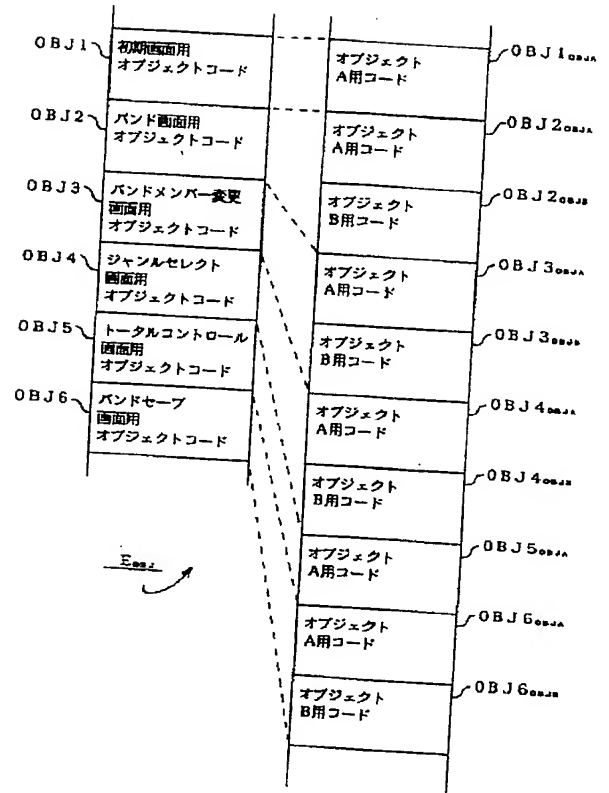 OBJ1
初期画面用
オブジェクトコード
OBJ2
バンド画面用
オブジェクトコード
OBJ3
バンドメンバー変更
画面用
オブジェクトコード
OBJ4
ジャンルセレクト
画面用
オブジェクトコード
OBJ5
トータルコントロール
画面用
オブジェクトコード
OBJ6
バンドセーブ
画面用
オブジェクトコード
EOBJ
オブジェクト
A用コード
OBJ1OBJA
オブジェクト
A用コード
OBJ2OBJA
オブジェクト
B用コード
OBJ2OBJB
オブジェクト
A用コード
OBJ3OBJA
オブジェクト
B用コード
OBJ3OBJB
オブジェクト
A用コード
OBJ4OBJA
オブジェクト
B用コード
OBJ4OBJB
オブジェクト
A用コード
OBJ5OBJA
オブジェクト
A用コード
OBJ6OBJA
オブジェクト
B用コード
OBJ6OBJB